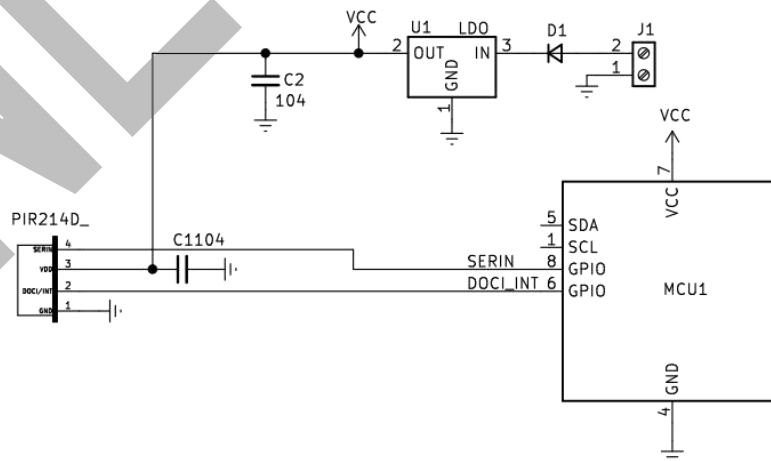 VCC
U1 LDO
D1
J1
2 OUT IN 3
2
GND
1
1
C2
104
VCC
7
VCC
PIR214D_
SERIN 4
C1104
VDD 3
DOCI/INT 2
GND 1
5 SDA
1 SCL
SERIN 8 GPIO
DOCI_INT 6 GPIO
MCU1
GND
4